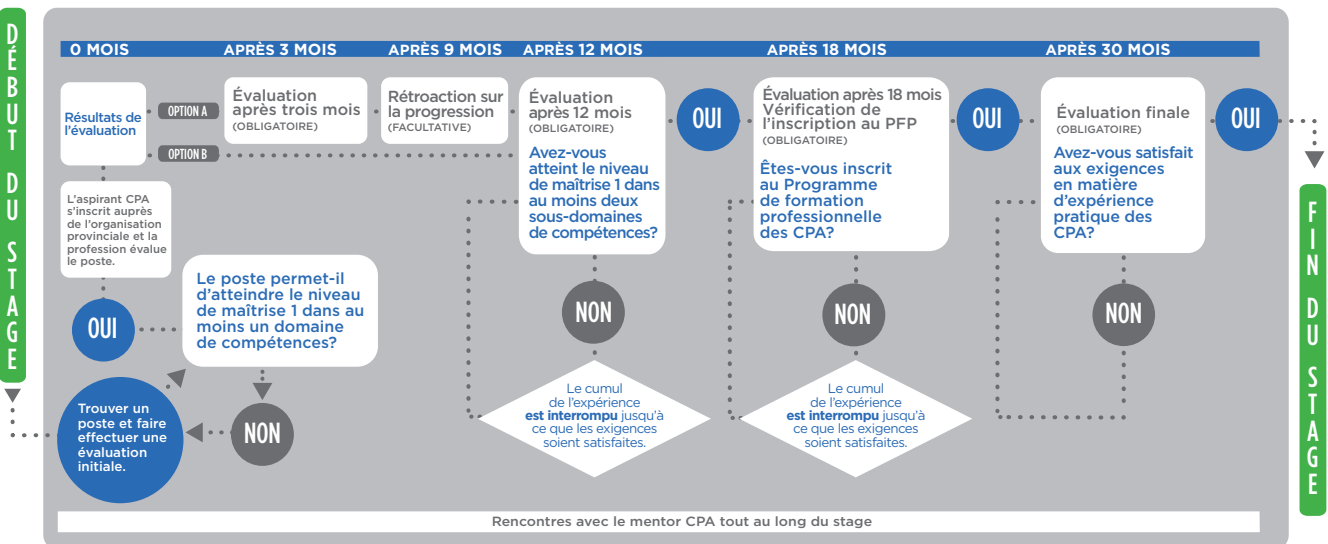 DÉBUT DU STAGE
0 MOIS
APRÈS 3 MOIS
APRÈS 9 MOIS
APRÈS 12 MOIS
APRÈS 18 MOIS
APRÈS 30 MOIS
Résultats de
l'évaluation
OPTION A
OPTION B
Évaluation
après trois mois
(OBLIGATOIRE)
Rétroaction sur
la progression
(FACULTATIVE)
Évaluation
après 12 mois
(OBLIGATOIRE)
Avez-vous
atteint le niveau
de maîtrise 1 dans
au moins deux
sous-domaines
de compétences?
OUI
Évaluation après 18 mois
Vérification de
l'inscription au PFP
(OBLIGATOIRE)
Êtes-vous inscrit
au Programme
de formation
professionnelle
des CPA?
OUI
Évaluation finale
(OBLIGATOIRE)
Avez-vous satisfait
aux exigences
en matière
d'expérience
pratique des
CPA?
OUI
L'aspirant CPA
s'inscrit auprès
de l'organisation
provinciale et la
profession évalue
le poste.
OUI
Le poste permet-il
d'atteindre le niveau
de maîtrise 1 dans au
moins un domaine
de compétences?
Trouver un
poste et faire
effectuer une
évaluation
initiale.
NON
NON
Le cumul
de l'expérience
est interrompu jusqu'à
ce que les exigences
soient satisfaites.
NON
Le cumul
de l'expérience
est interrompu jusqu'à
ce que les exigences
soient satisfaites.
NON
FIN DU STAGE
Rencontres avec le mentor CPA tout au long du stage